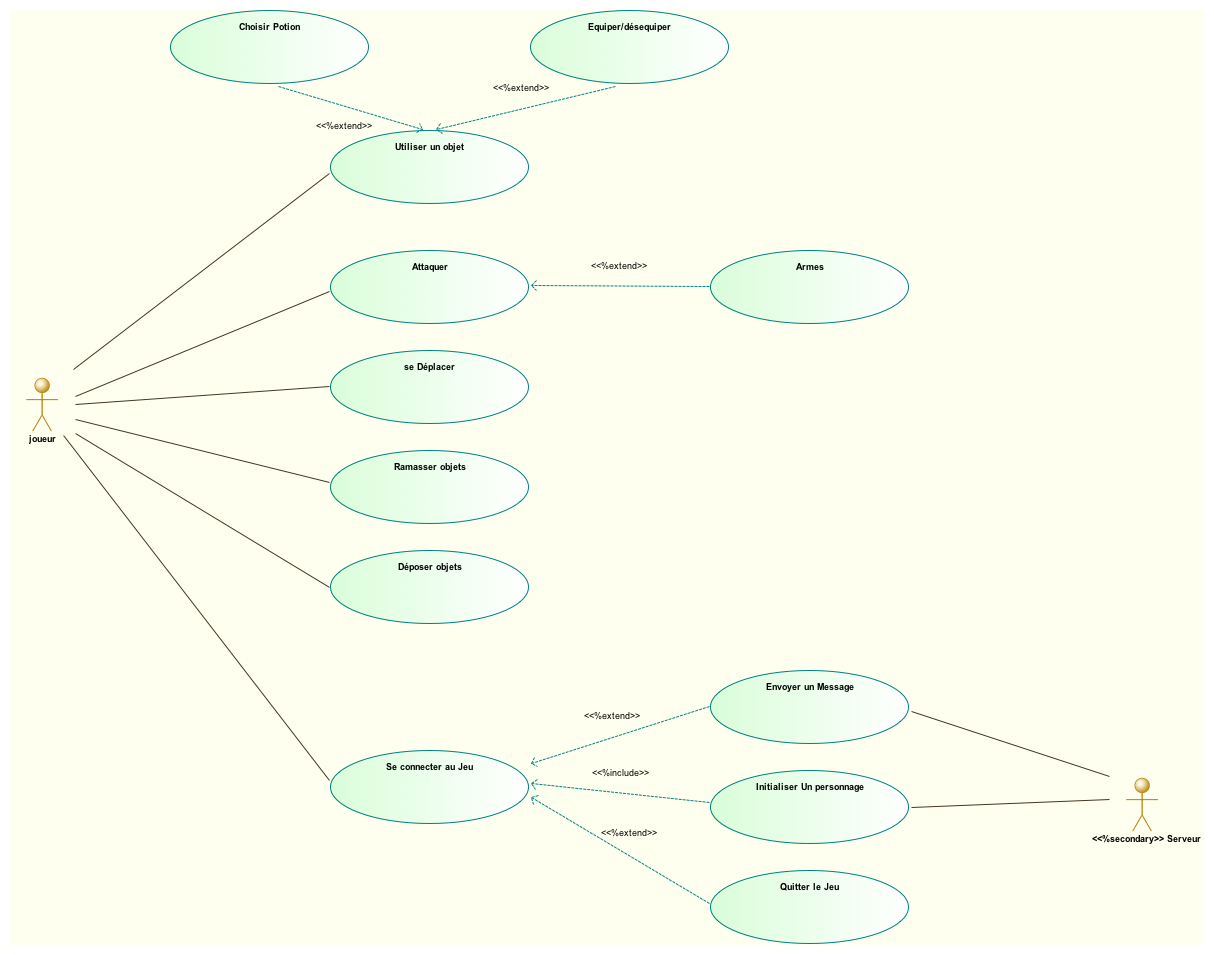 Choisir Potion
Equiper/désequiper
<<%extend>>
<<%extend>>
Utiliser un objet
Attaquer
<<%extend>>
Armes
se Déplacer
joueur
Ramasser objets
Déposer objets
Envoyer un Message
<<%extend>>
Se connecter au Jeu
<<%include>>
Initialiser Un personnage
<<%extend>>
<<%secondary>> Serveur
Quitter le Jeu